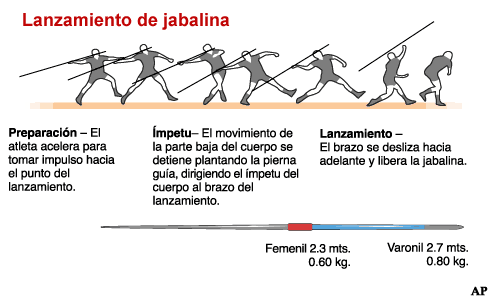 Lanzamiento de jabalina
Preparación – El
atleta acelera para
tomar impulso hacia
el punto del
lanzamiento.
Ímpetu– El movimiento de
la parte baja del cuerpo se
detiene plantando la pierna
guía, dirigiendo el ímpetu del
cuerpo al brazo del
lanzamiento.
Lanzamiento –
El brazo se desliza hacia
adelante y libera la jabalina.
Femenil 2.3 mts.
0.60 kg.
Varonil 2.7 mts.
0.80 kg.
AP